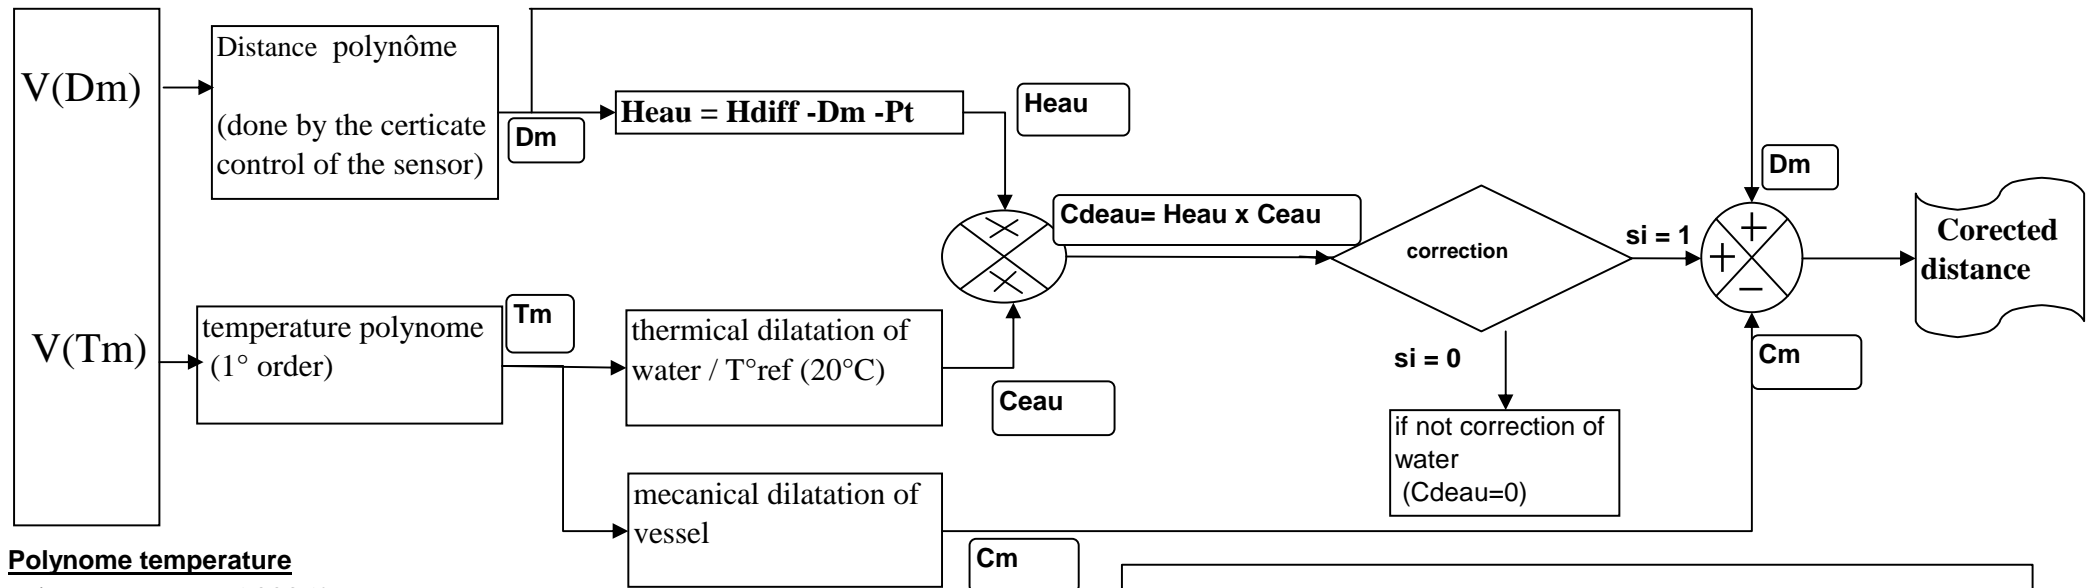 V(Dm)
Distance polynôme
(done by the certicate
control of the sensor)
Dm
Heau = Hdiff -Dm -Pt
Heau
Cdeau= Heau x Ceau
correction
si = 1
si = 0
if not correction of
water
(Cdeau=0)
Dm
+
+
−
Corected
distance
Cm
V(Tm)
temperature polynome
(1° order)
Tm
thermical dilatation of
water / T°ref (20°C)
X
X
Ceau
mecanical dilatation of
vessel
Cm
Polynome temperature